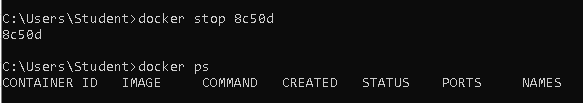 C:\Users\Student>docker stop 8c50d
8c50d
C:\Users\Student>docker ps
CONTAINER ID   IMAGE     COMMAND   CREATED   STATUS    PORTS     NAMES